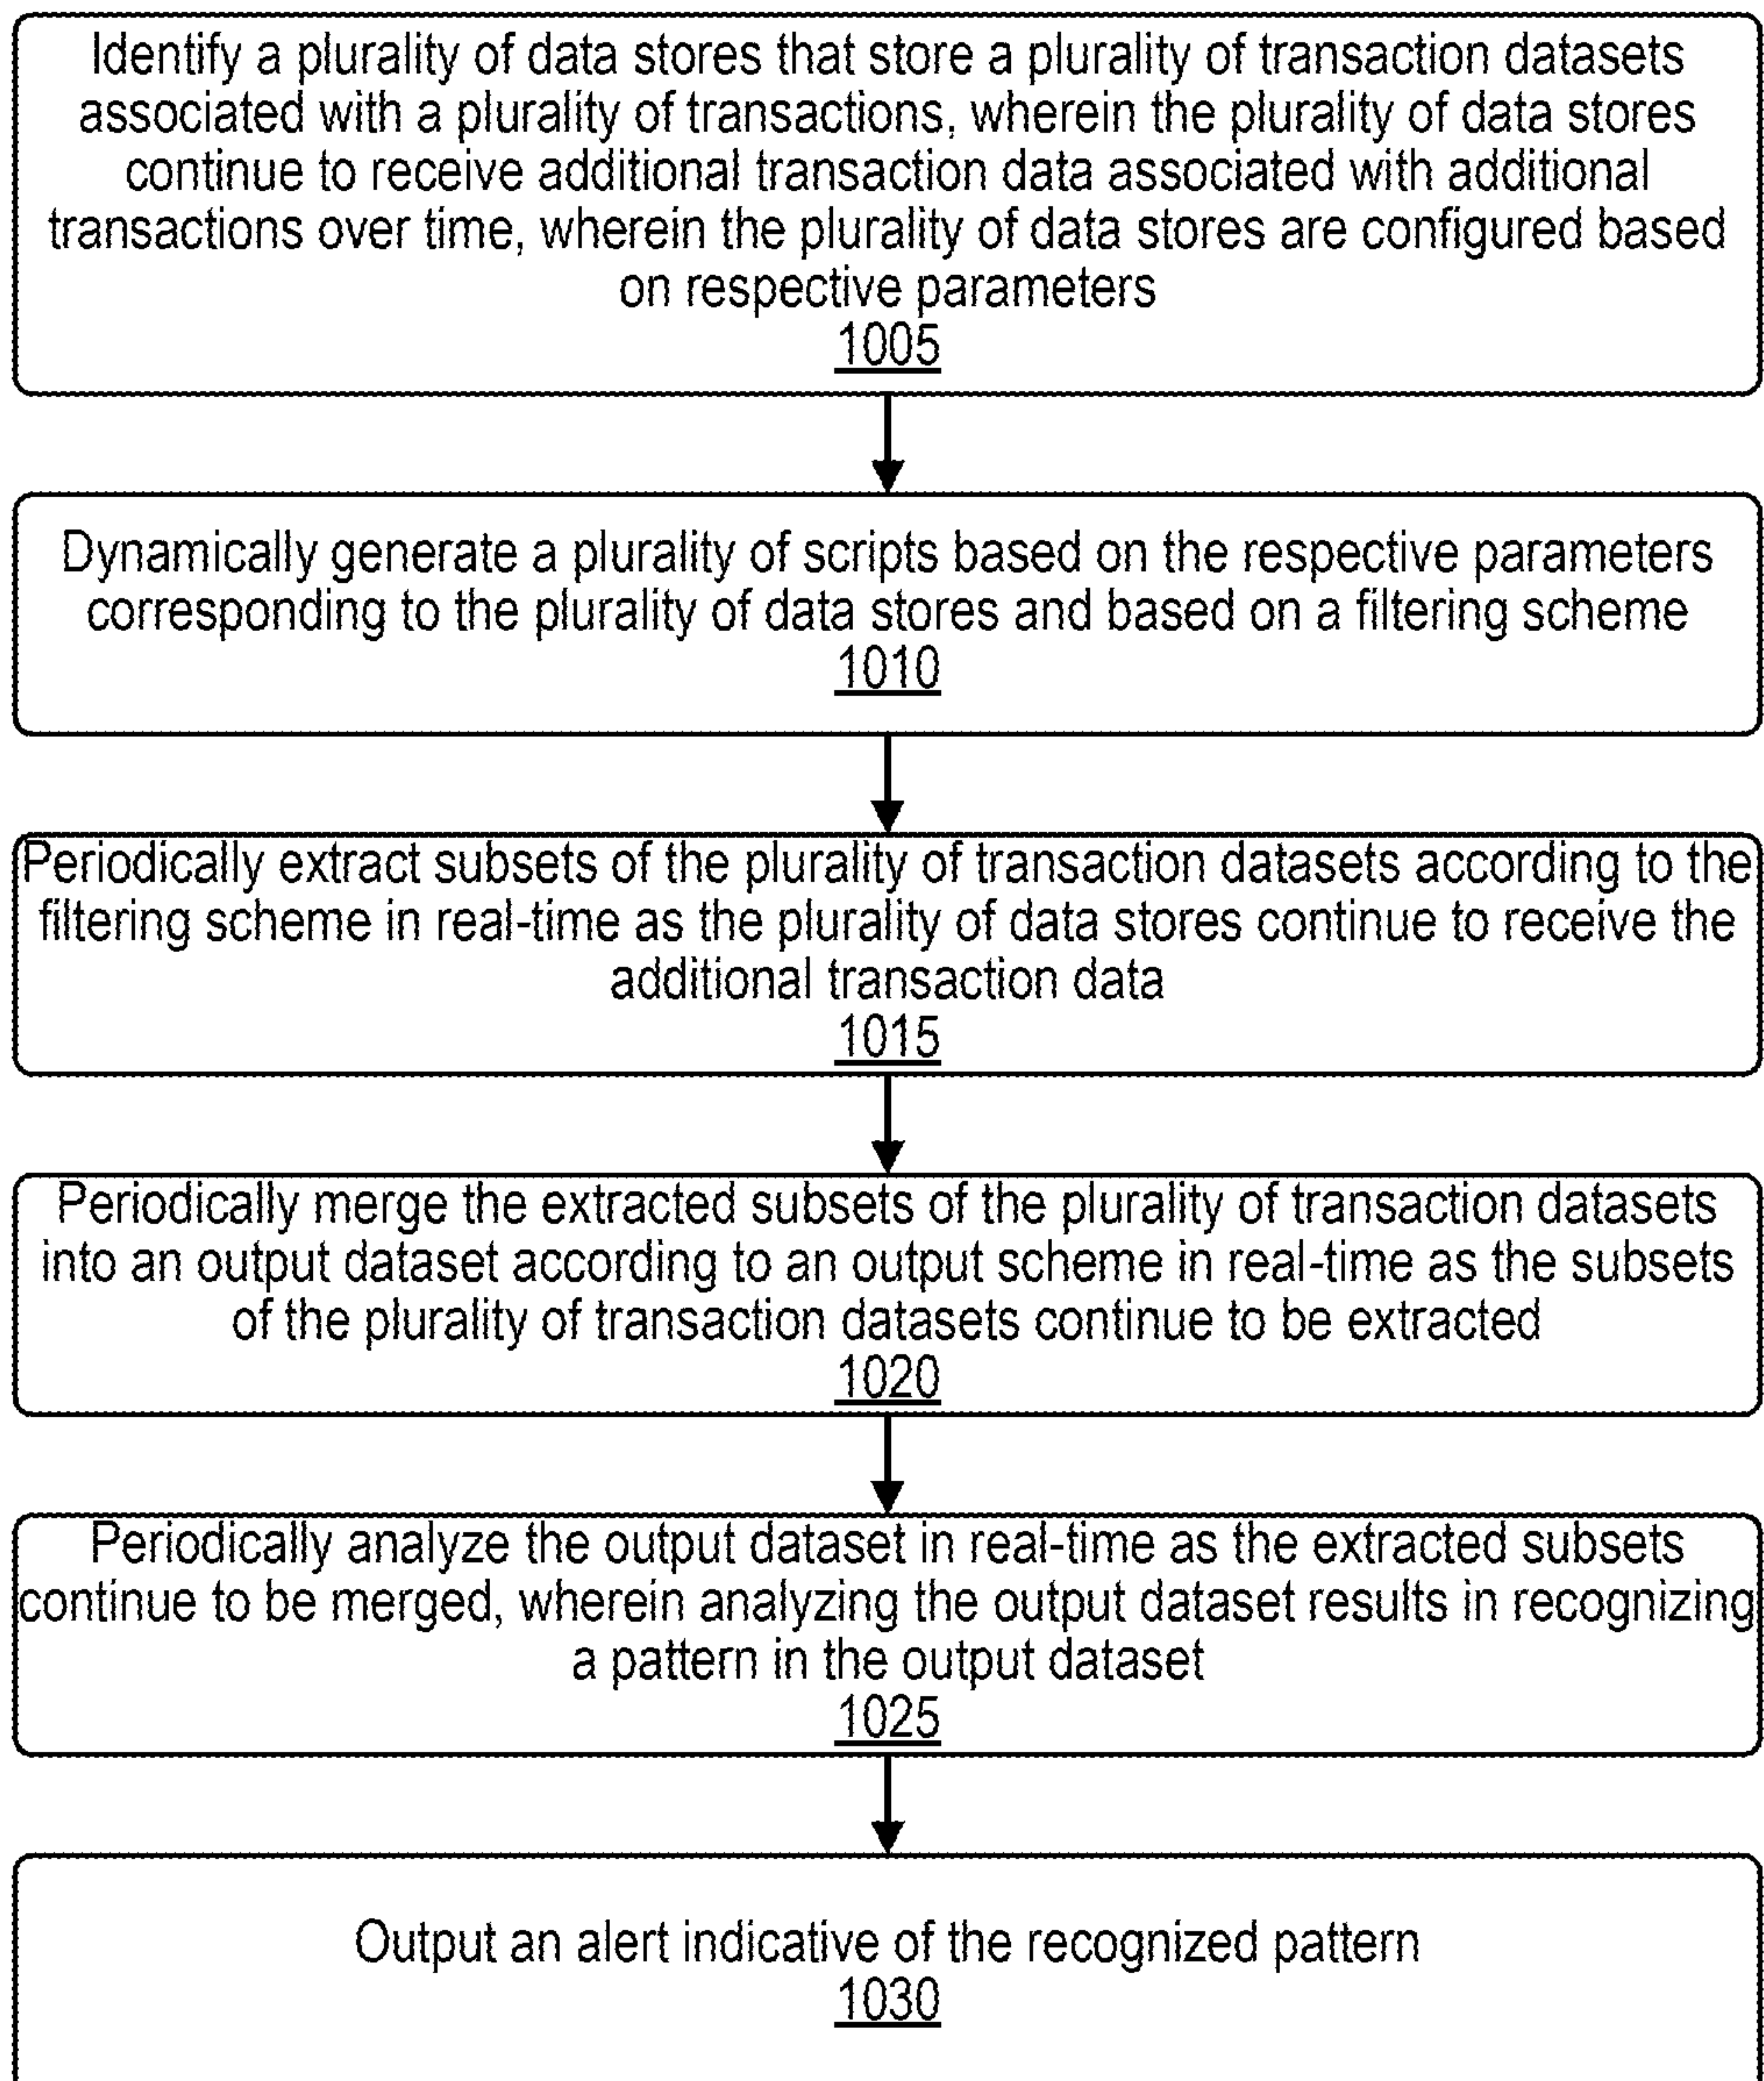 Identify a plurality of data stores that store a plurality of transaction datasets
associated with a plurality of transactions, wherein the plurality of data stores
continue to receive additional transaction data associated with additional
transactions over time, wherein the plurality of data stores are configured based
on respective parameters
1005
Dynamically generate a plurality of scripts based on the respective parameters
corresponding to the plurality of data stores and based on a filtering scheme
1010
Periodically extract subsets of the plurality of transaction datasets according to the
filtering scheme in real-time as the plurality of data stores continue to receive the
additional transaction data
1015
Periodically merge the extracted subsets of the plurality of transaction datasets
into an output dataset according to an output scheme in real-time as the subsets
of the plurality of transaction datasets continue to be extracted
1020
Periodically analyze the output dataset in real-time as the extracted subsets
continue to be merged, wherein analyzing the output dataset results in recognizing
a pattern in the output dataset
1025
Output an alert indicative of the recognized pattern
1030